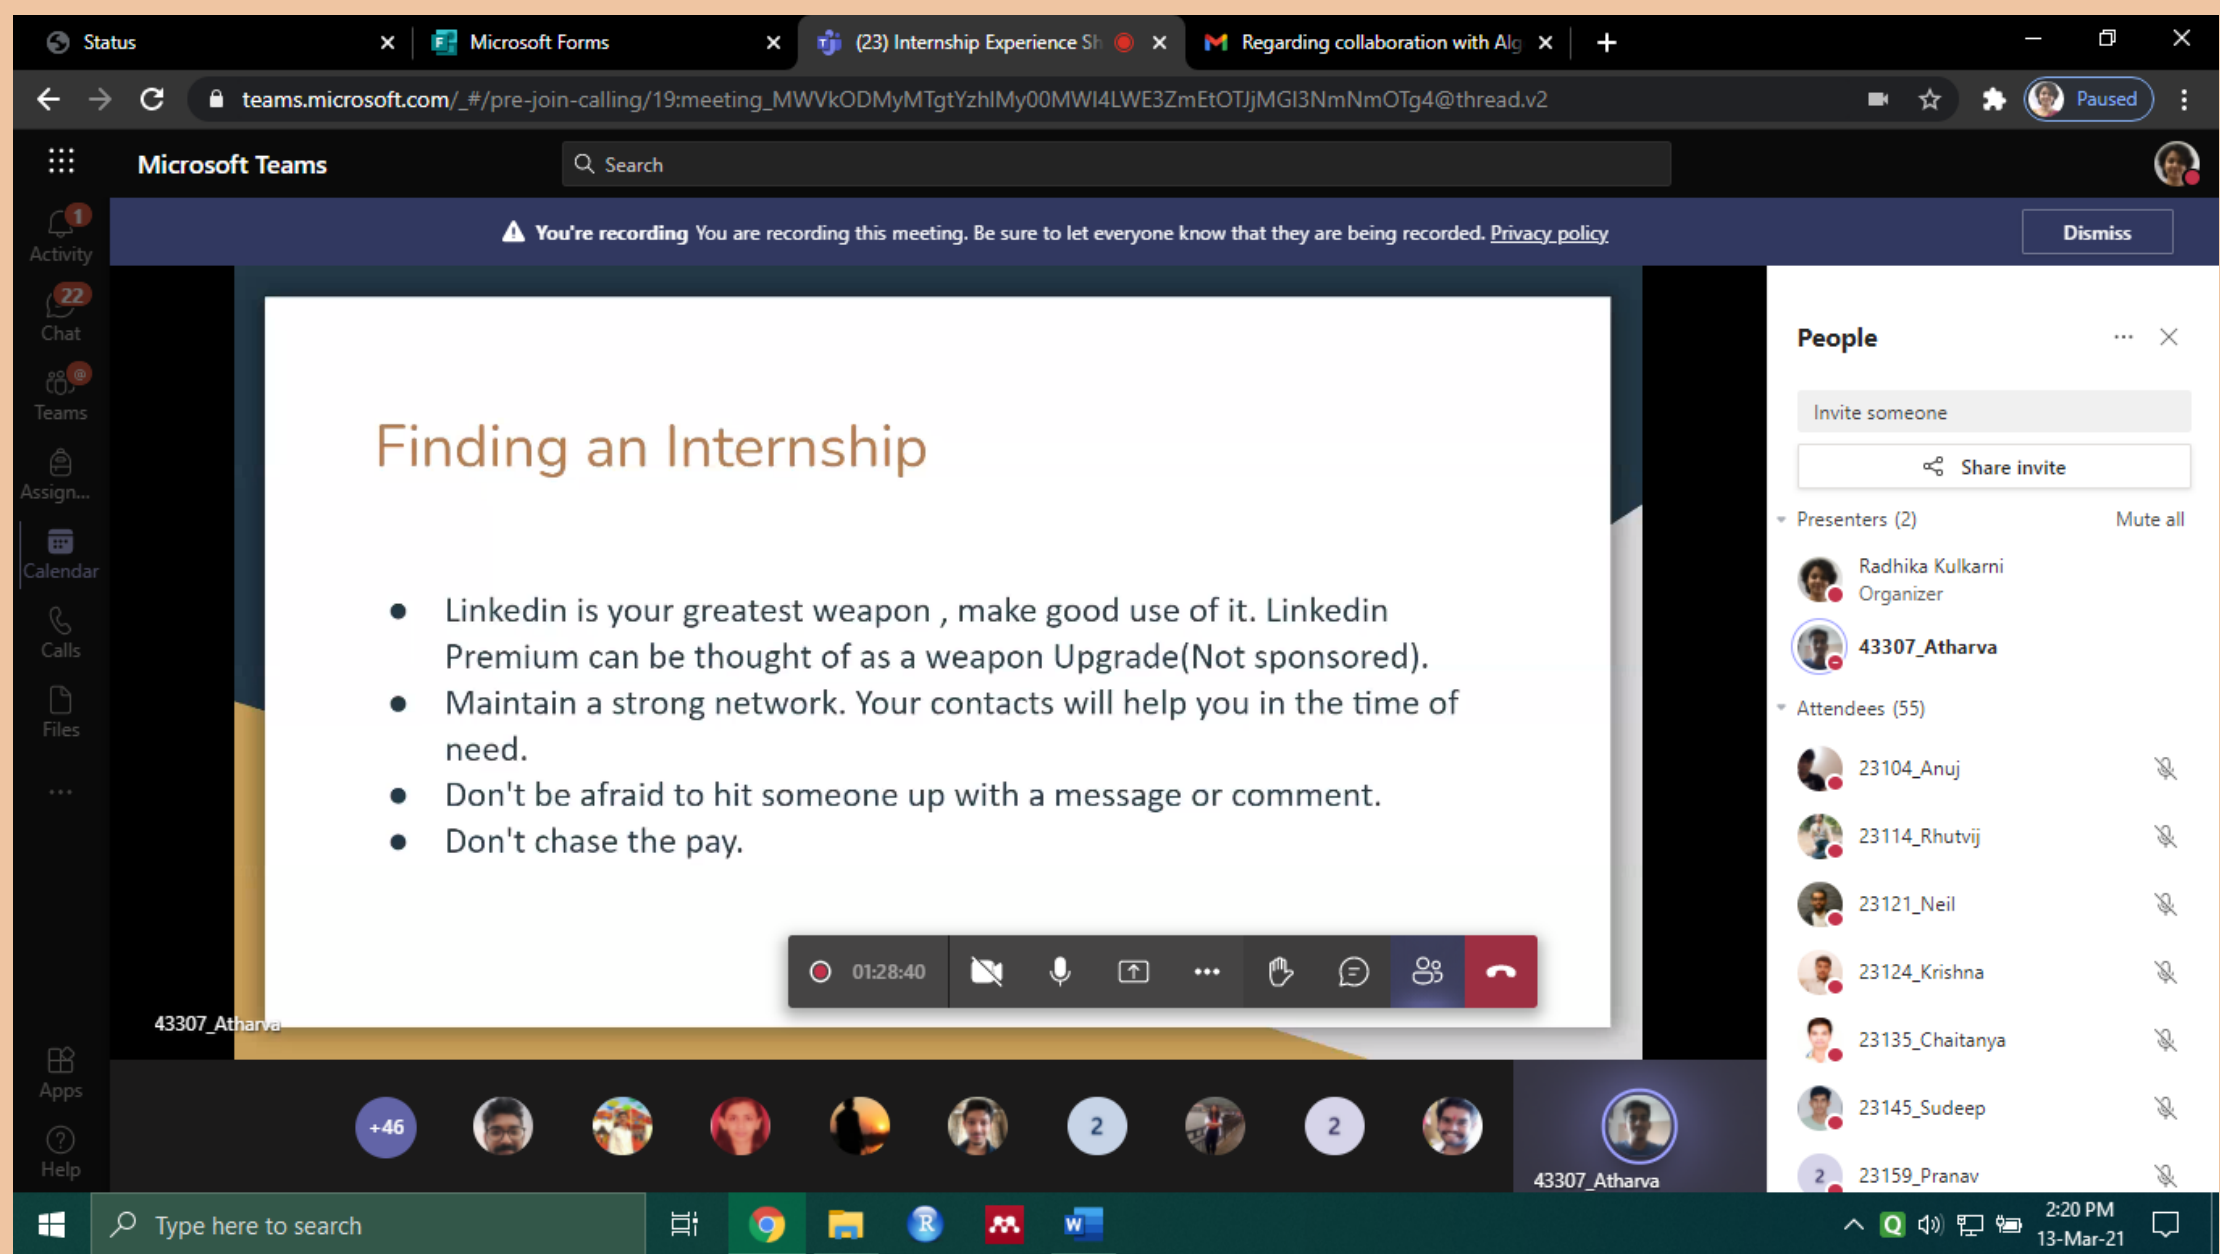 Status
Microsoft Forms
(23) Internship Experience Sh
Regarding collaboration with Alg
teams.microsoft.com/_#/pre-join-calling/19:meeting_MWVkODMyMTgtYzhlMy00MWI4LWE3ZmEtOTJjMGI3NmNmOTg4@thread.v2
Paused
Microsoft Teams
Search
You're recording You are recording this meeting. Be sure to let everyone know that they are being recorded. Privacy policy
Dismiss
1
Activity
22
Chat
@
Teams
Assign...
Calendar
Calls
Files
...
Apps
Help
Finding an Internship
● Linkedin is your greatest weapon , make good use of it. Linkedin
Premium can be thought of as a weapon Upgrade(Not sponsored).
● Maintain a strong network. Your contacts will help you in the time of
need.
● Don't be afraid to hit someone up with a message or comment.
● Don't chase the pay.
01:28:40
43307_Atharva
+46
2
2
43307_Atharva
People
Invite someone
Share invite
Presenters (2)
Mute all
Radhika Kulkarni
Organizer
43307_Atharva
Attendees (55)
23104_Anuj
23114_Rhutvij
23121_Neil
23124_Krishna
23135_Chaitanya
23145_Sudeep
2
23159_Pranav
Type here to search
2:20 PM
13-Mar-21